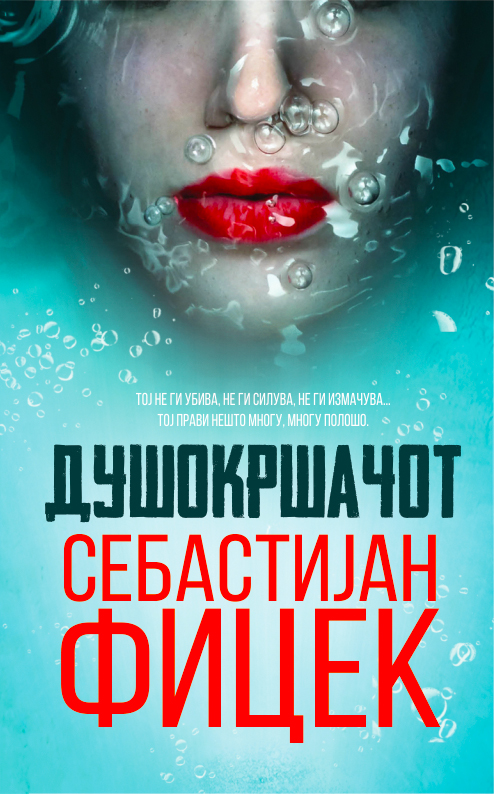 ТОЈ НЕ ГИ УБИВА, НЕ ГИ СИЛУВА, НЕ ГИ ИЗМАЧУВА...
ТОЈ ПРАВИ НЕШТО МНОГУ, МНОГУ ПОЛОШО.
ДУШОКРШАЧОТ
СЕБАСТИЈАН
ФИЦЕК